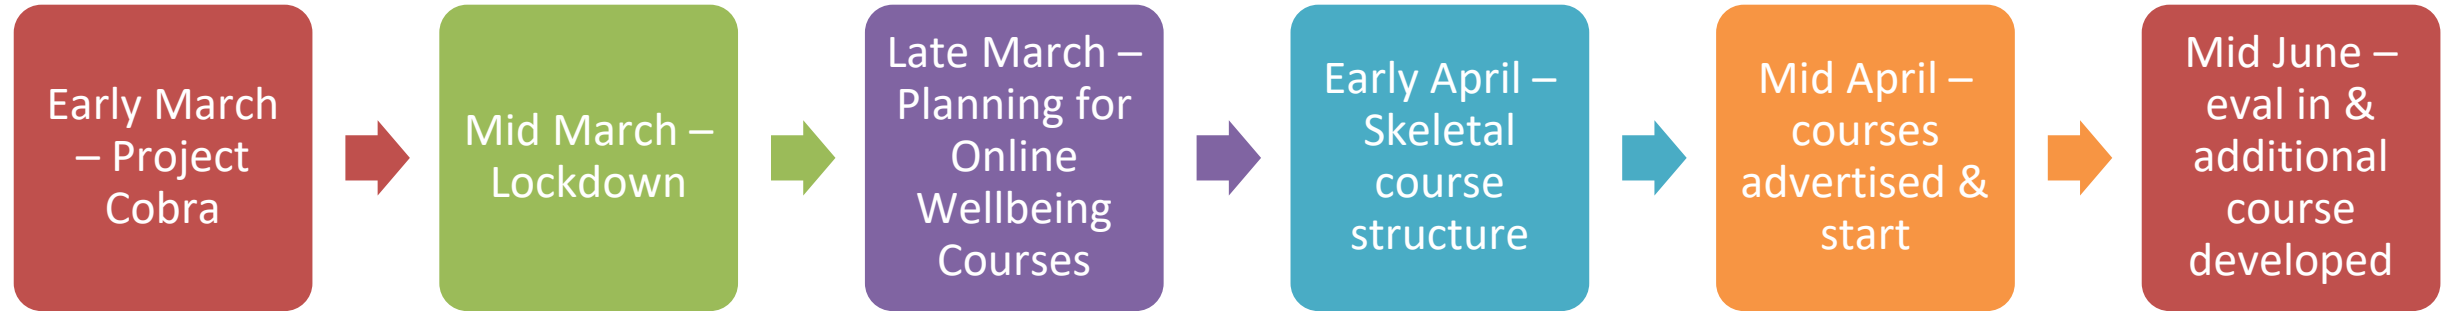 Early March
– Project
Cobra
Mid March –
Lockdown
Late March –
Planning for
Online
Wellbeing
Courses
Early April –
Skeletal
course
structure
Mid April –
courses
advertised &
start
Mid June –
eval in &
additional
course
developed